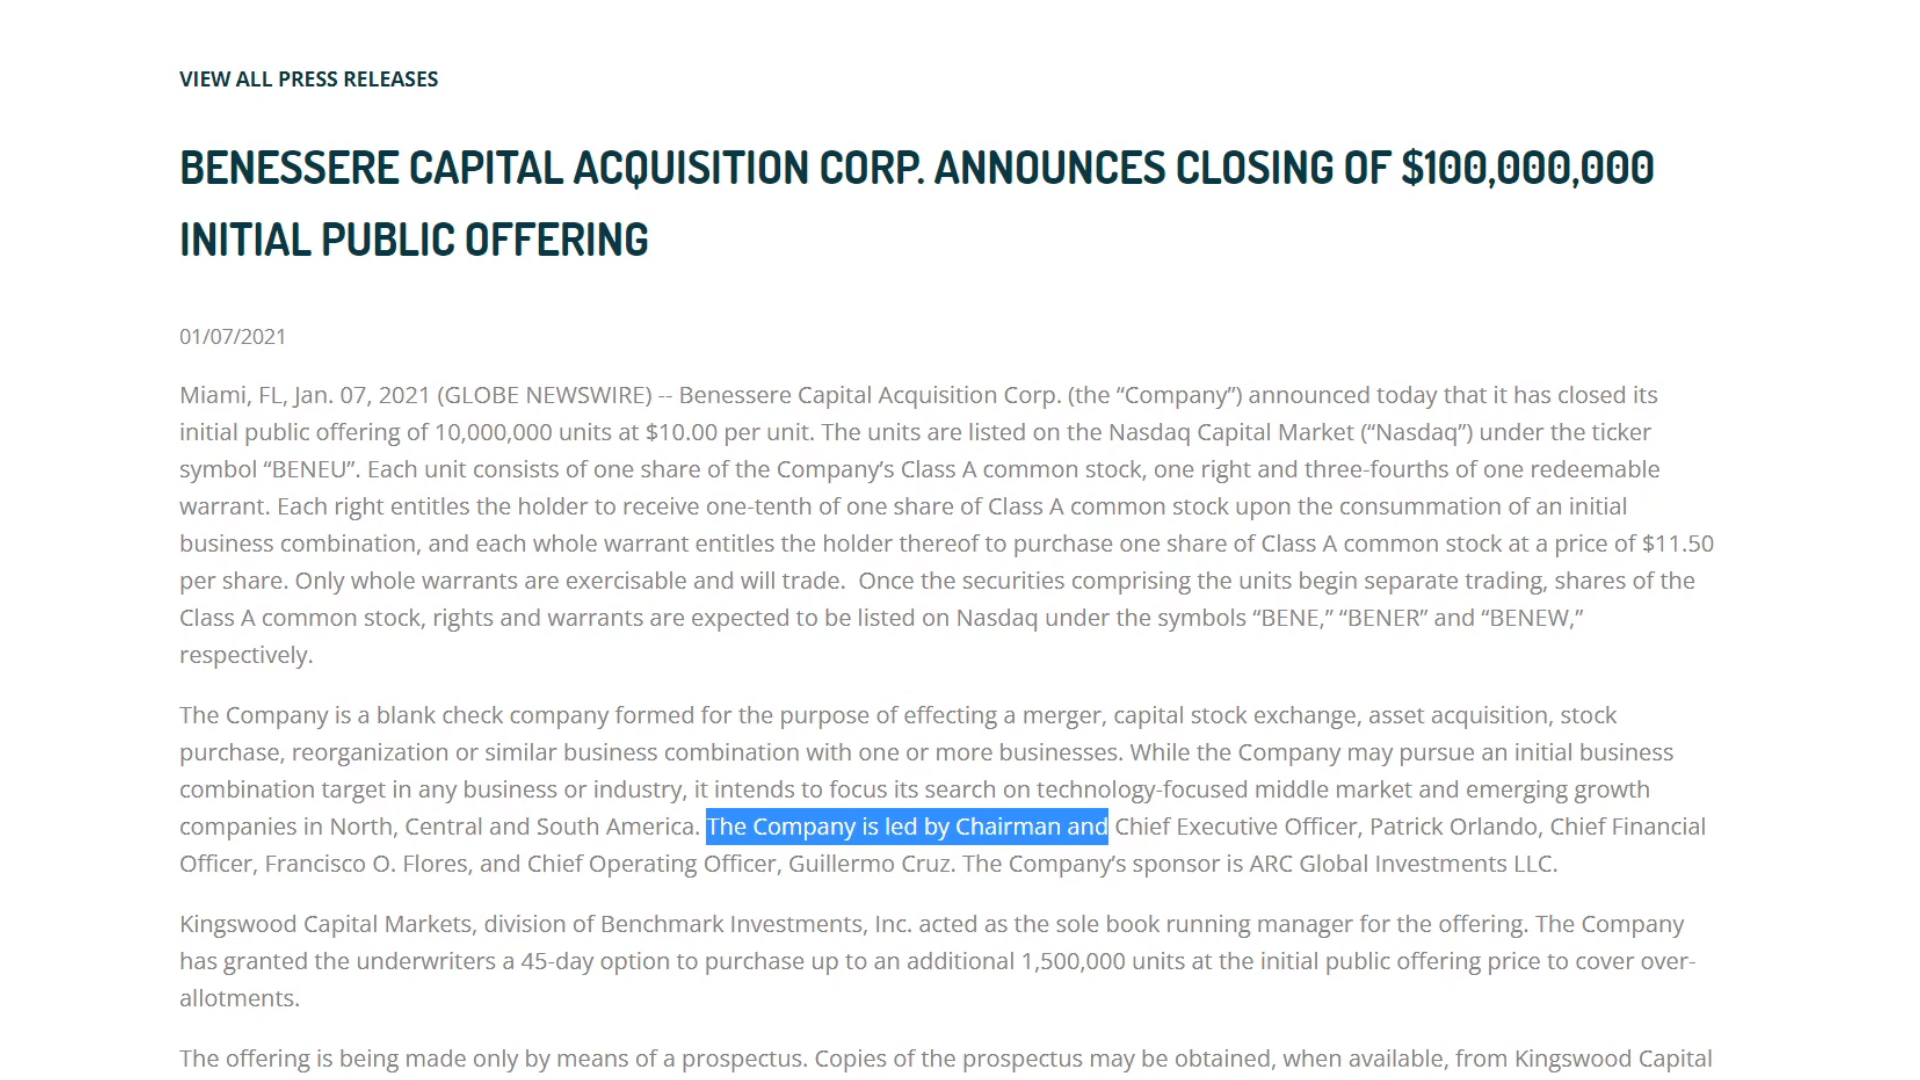 VIEW ALL PRESS RELEASES
BENESSERE CAPITAL ACQUISITION CORP. ANNOUNCES CLOSING OF $100,000,000
INITIAL PUBLIC OFFERING
01/07/2021
Miami, FL, Jan. 07, 2021 (GLOBE NEWSWIRE) -- Benessere Capital Acquisition Corp. (the “Company”) announced today that it has closed its
initial public offering of 10,000,000 units at $10.00 per unit. The units are listed on the Nasdaq Capital Market (“Nasdaq”) under the ticker
symbol “BENEU”. Each unit consists of one share of the Company’s Class A common stock, one right and three-fourths of one redeemable
warrant. Each right entitles the holder to receive one-tenth of one share of Class A common stock upon the consummation of an initial
business combination, and each whole warrant entitles the holder thereof to purchase one share of Class A common stock at a price of $11.50
per share. Only whole warrants are exercisable and will trade.  Once the securities comprising the units begin separate trading, shares of the
Class A common stock, rights and warrants are expected to be listed on Nasdaq under the symbols “BENE,” “BENER” and “BENEW,”
respectively.
The Company is a blank check company formed for the purpose of effecting a merger, capital stock exchange, asset acquisition, stock
purchase, reorganization or similar business combination with one or more businesses. While the Company may pursue an initial business
combination target in any business or industry, it intends to focus its search on technology-focused middle market and emerging growth
companies in North, Central and South America. The Company is led by Chairman and Chief Executive Officer, Patrick Orlando, Chief Financial
Officer, Francisco O. Flores, and Chief Operating Officer, Guillermo Cruz. The Company’s sponsor is ARC Global Investments LLC.
Kingswood Capital Markets, division of Benchmark Investments, Inc. acted as the sole book running manager for the offering. The Company
has granted the underwriters a 45-day option to purchase up to an additional 1,500,000 units at the initial public offering price to cover over-
allotments.
The offering is being made only by means of a prospectus. Copies of the prospectus may be obtained, when available, from Kingswood Capital